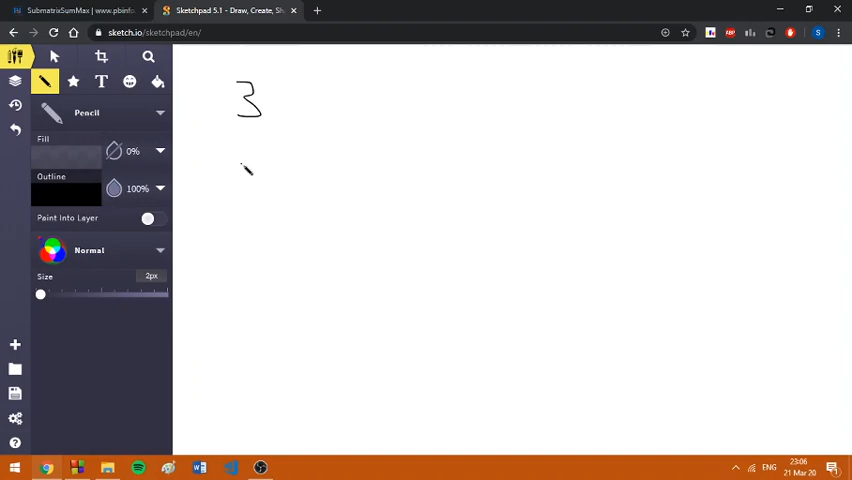 SubmatrixSumMax | www.pbinfo
Sketchpad 5.1 - Draw, Create, Sh
sketch.io/sketchpad/en/
ABP
S
T
3
Pencil
Fill
0%
Outline
100%
Paint Into Layer
Normal
Size
2px
ENG
23:06
21 Mar 20